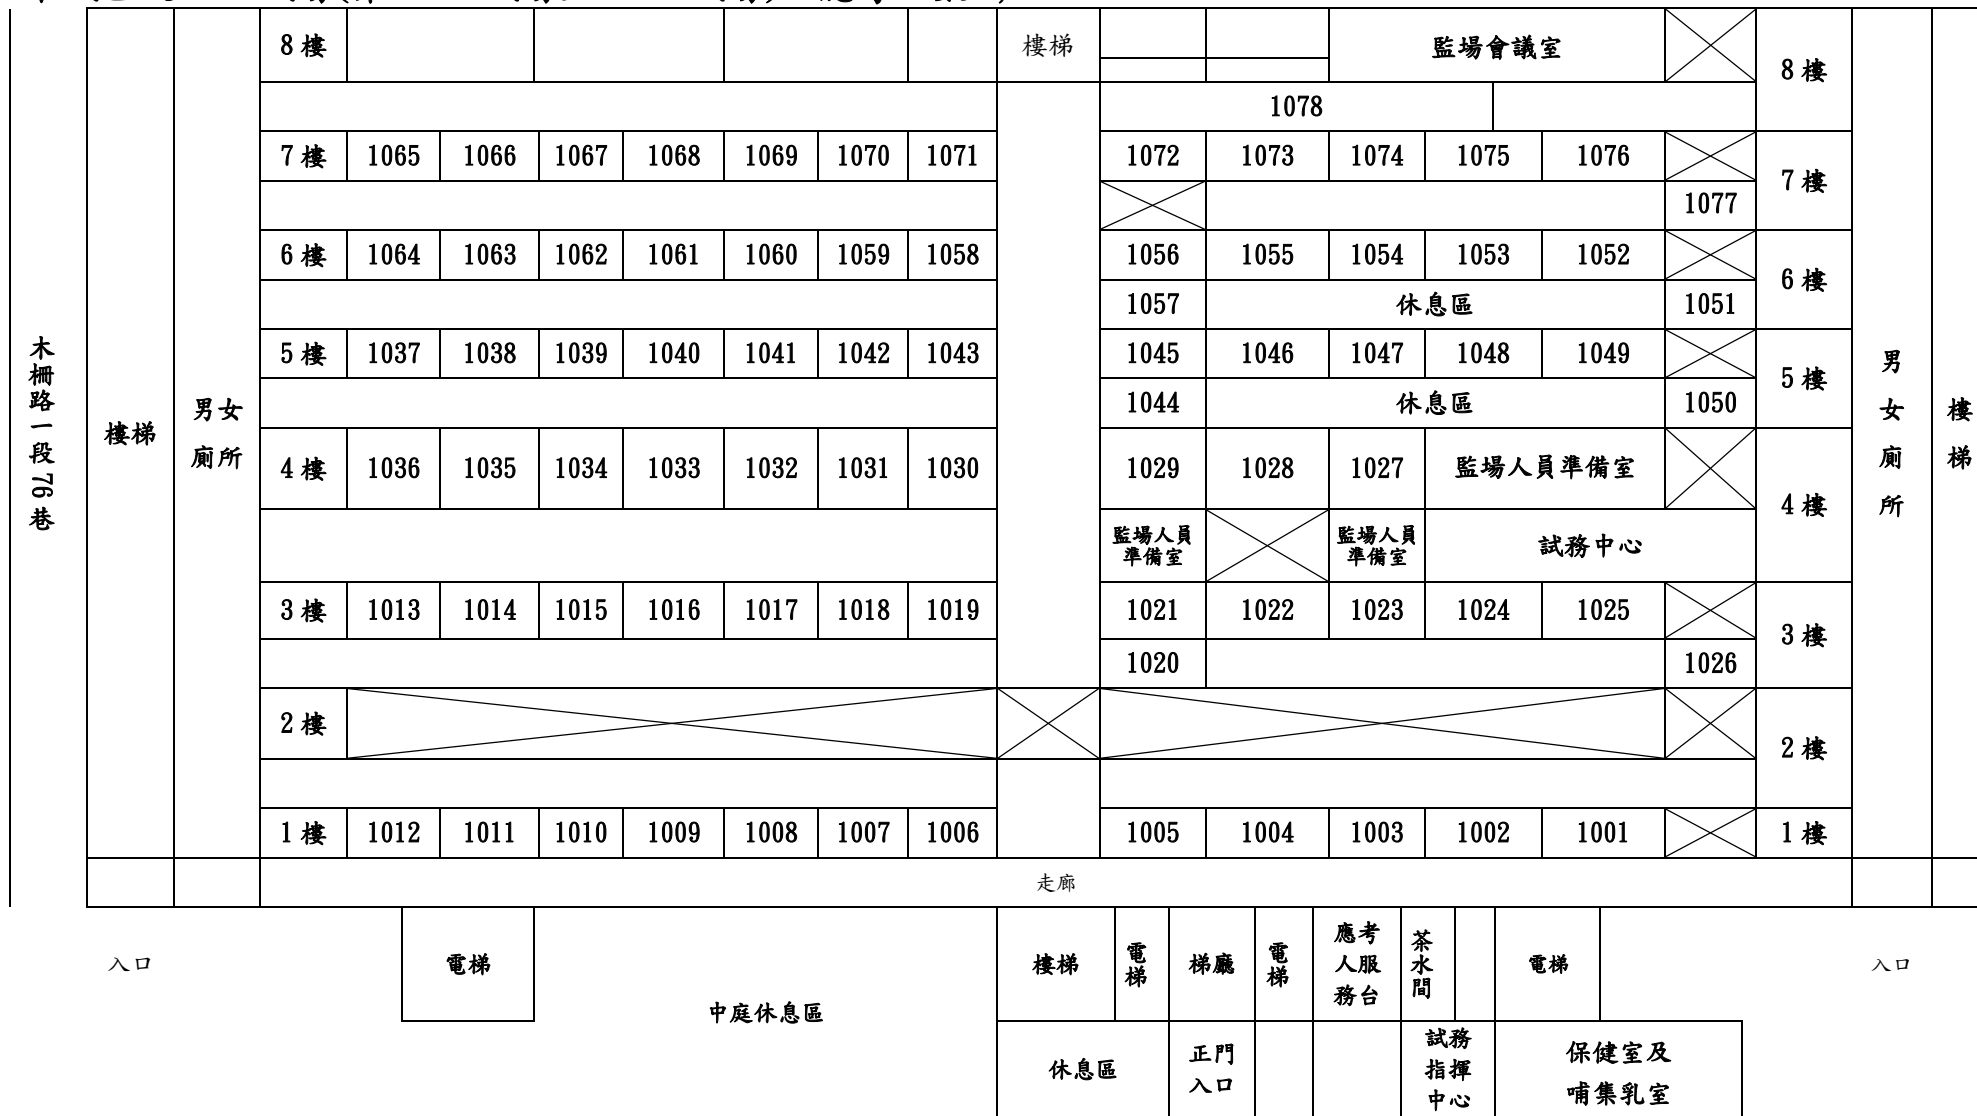 8樓 樓梯 監場會議室 8樓
1078
7樓 1065 1066 1067 1068 1069 1070 1071 1072 1073 1074 1075 1076 7樓
1077
6樓 1064 1063 1062 1061 1060 1059 1058 1056 1055 1054 1053 1052 6樓
1057 休息區 1051
5樓 1037 1038 1039 1040 1041 1042 1043 1045 1046 1047 1048 1049 5樓
1044 休息區 1050
4樓 1036 1035 1034 1033 1032 1031 1030 1029 1028 1027 監場人員準備室 4樓
監場人員
準備室
監場人員
準備室
試務中心
3樓 1013 1014 1015 1016 1017 1018 1019 1021 1022 1023 1024 1025 3樓
1020 1026
2樓 2樓
1樓 1012 1011 1010 1009 1008 1007 1006 1005 1004 1003 1002 1001 1樓
木柵路一段76巷
樓梯
男女
廁所
男女廁所
樓梯
走廊
入口
電梯
中庭休息區
樓梯
電梯
梯廳
電梯
應考
人服
務台
茶水間
電梯
入口
休息區
正門
入口
試務
指揮
中心
保健室及
哺集乳室